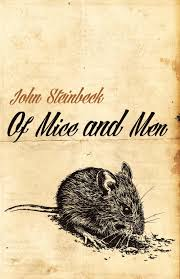 John Steinbeck
Of Mice and Men